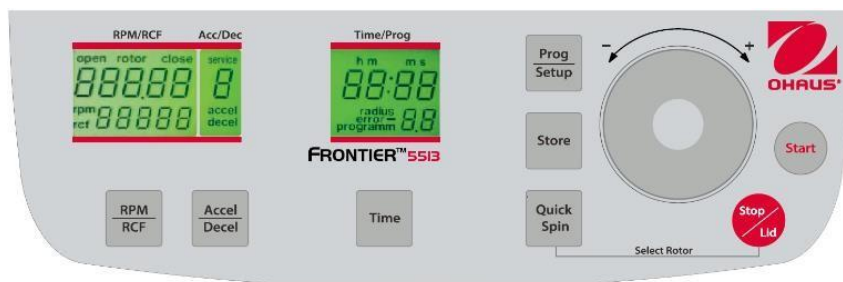 RPM/RCF Acc/Dec
open rotor close service
888.88 8
rpm 88888 accel
rcf decel
Time/Prog
h m m s
88:88
radius
error
programm 8.8
FRONTIER™ 5513
RPM
RCF
Accel
Decel
Time
Prog
Setup
Store
Quick
Spin
- +
OHAUS®
Start
Stop
Lid
Select Rotor